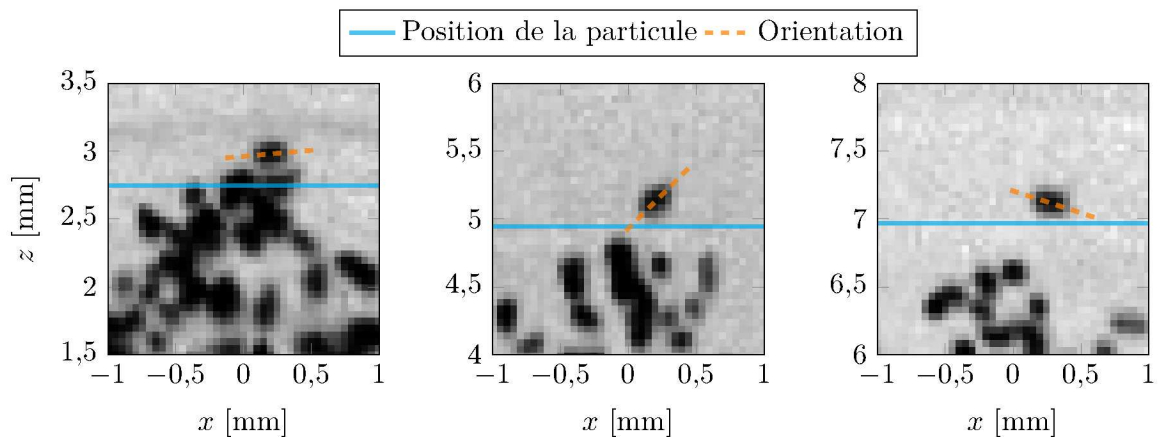 Position de la particule Orientation
3,5
3
2,5
2
1,5
z [mm]
−1 −0,5 0 0,5 1
x [mm]
6
5,5
5
4,5
4
−1 −0,5 0 0,5 1
x [mm]
8
7,5
7
6,5
6
−1 −0,5 0 0,5 1
x [mm]